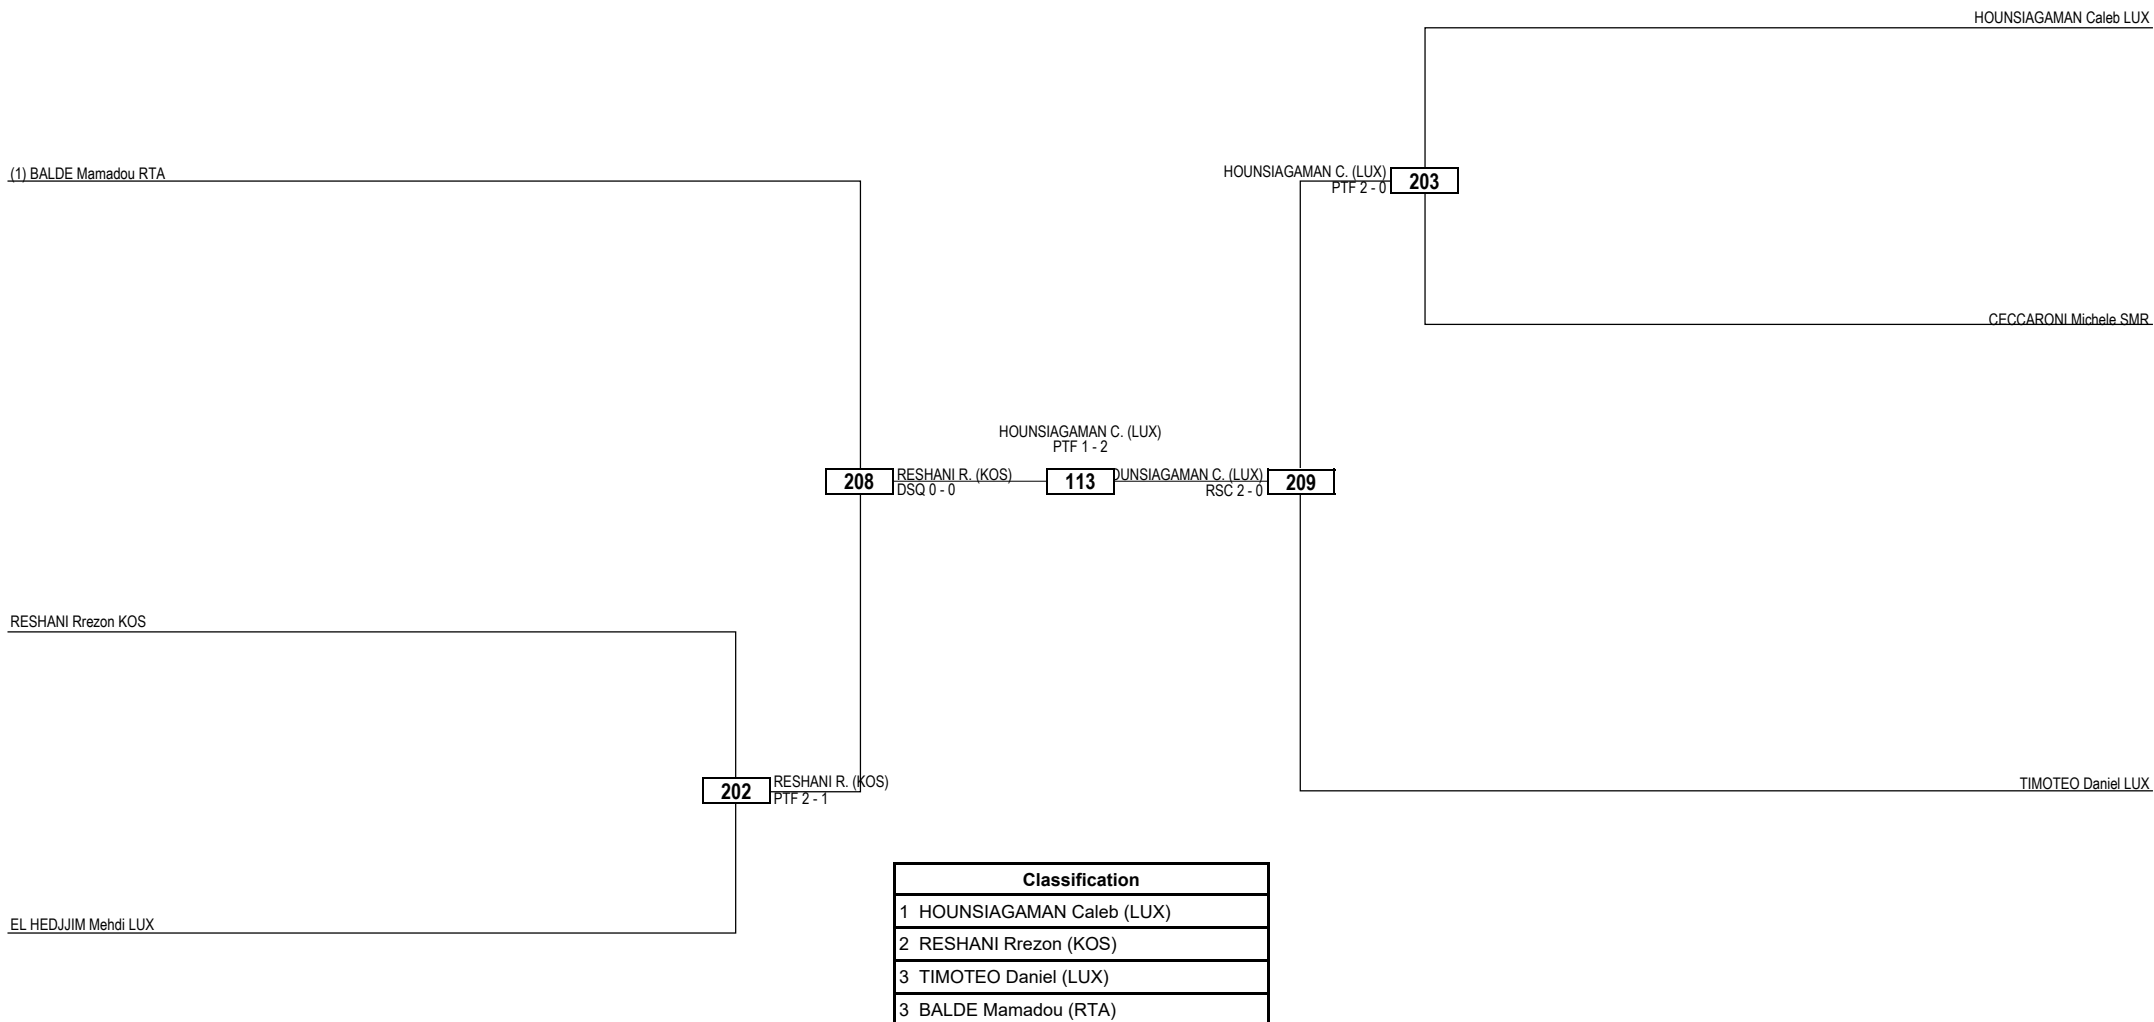 HOUNSIAGAMAN Caleb LUX
(1) BALDE Mamadou RTA
HOUNSIAGAMAN C. (LUX)
PTF 2 - 0
203
CECCARONI Michele SMR
HOUNSIAGAMAN C. (LUX)
PTF 1 - 2
208
RESHANI R. (KOS)
DSQ 0 - 0
113
OUNSIAGAMAN C. (LUX)
RSC 2 - 0
209
RESHANI Rrezon KOS
202
RESHANI R. (KOS)
PTF 2 - 1
TIMOTEO Daniel LUX
EL HEDJJIM Mehdi LUX
Classification
1 HOUNSIAGAMAN Caleb (LUX)
2 RESHANI Rrezon (KOS)
3 TIMOTEO Daniel (LUX)
3 BALDE Mamadou (RTA)